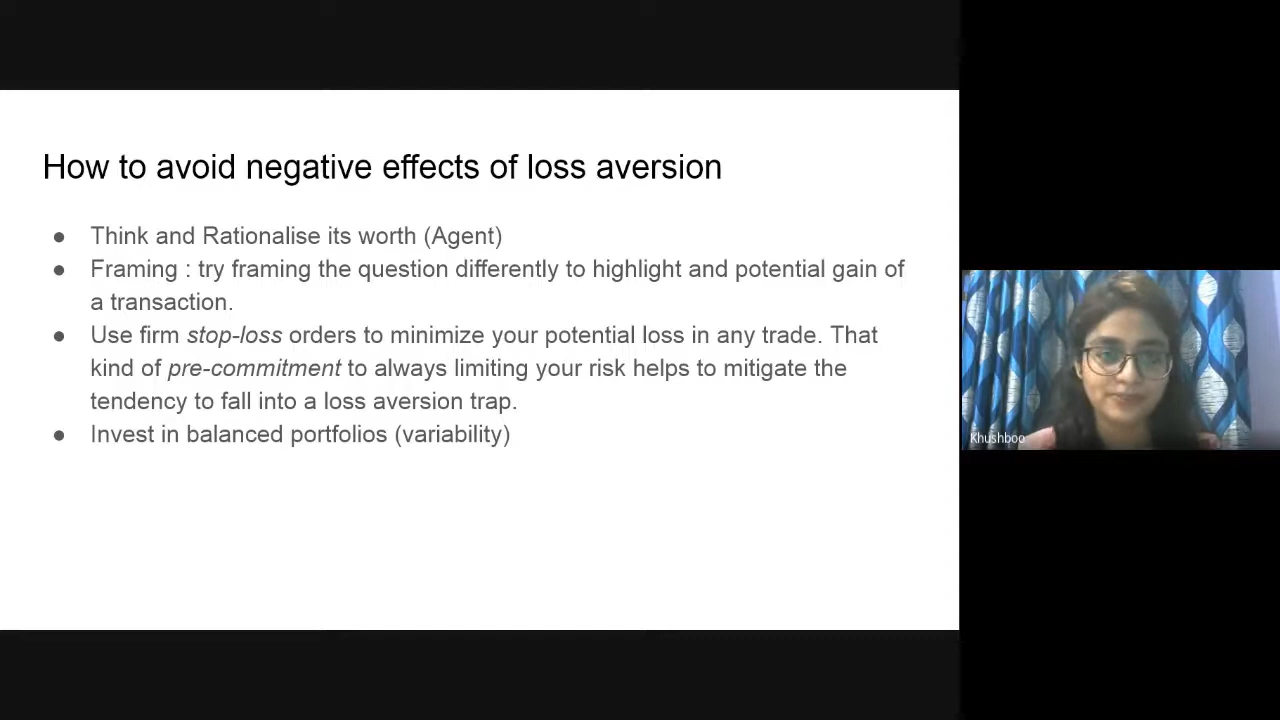 How to avoid negative effects of loss aversion
● Think and Rationalise its worth (Agent)
● Framing : try framing the question differently to highlight and potential gain of
a transaction.
● Use firm stop-loss orders to minimize your potential loss in any trade. That
kind of pre-commitment to always limiting your risk helps to mitigate the
tendency to fall into a loss aversion trap.
● Invest in balanced portfolios (variability)
Khushboo